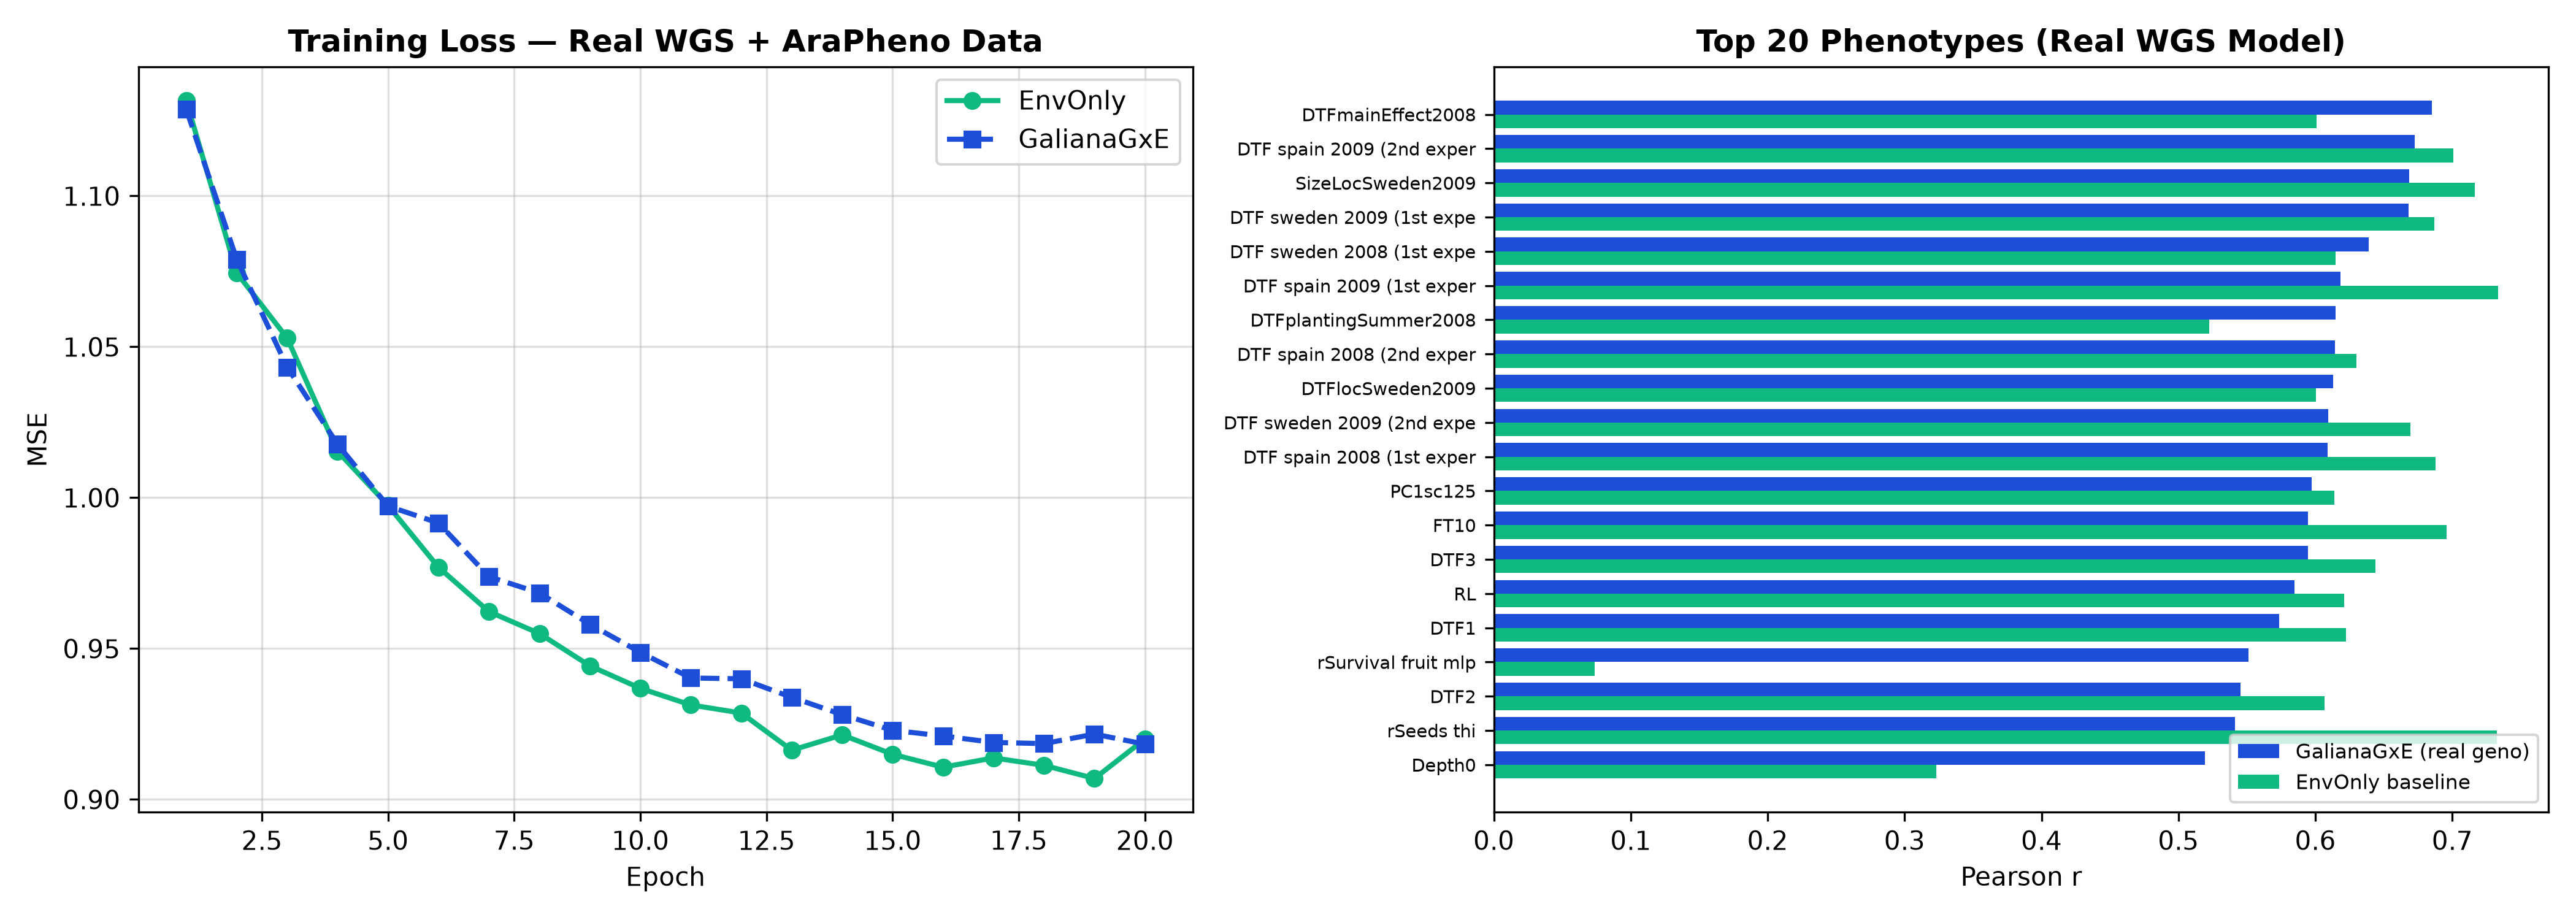 Training Loss — Real WGS + AraPheno Data
EnvOnly
GalianaGxE
MSE
1.10
1.05
1.00
0.95
0.90
2.5
5.0
7.5
10.0
12.5
15.0
17.5
20.0
Epoch
Top 20 Phenotypes (Real WGS Model)
DTFmainEffect2008
DTF spain 2009 (2nd exper
SizeLocSweden2009
DTF sweden 2009 (1st expe
DTF sweden 2008 (1st expe
DTF spain 2009 (1st exper
DTFplantingSummer2008
DTF spain 2008 (2nd exper
DTFlocSweden2009
DTF sweden 2009 (2nd expe
DTF spain 2008 (1st exper
PC1sc125
FT10
DTF3
RL
DTF1
rSurvival fruit mlp
DTF2
rSeeds thi
Depth0
GalianaGxE (real geno)
EnvOnly baseline
0.0
0.1
0.2
0.3
0.4
0.5
0.6
0.7
Pearson r